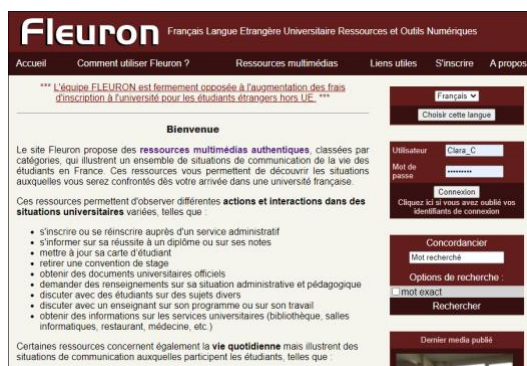 Fleuron Français Langue Etrangère Universitaire Ressources et Outils Numériques
Accueil Comment utiliser Fleuron ? Ressources multimédias Liens utiles S'inscrire A propos
*** L'équipe FLEURON est fermement opposée à l'augmentation des frais
d'inscription à l'université pour les étudiants étrangers hors UE. ***
Bienvenue
Le site Fleuron propose des ressources multimédias authentiques, classées par
catégories, qui illustrent un ensemble de situations de communication de la vie des
étudiants en France. Ces ressources vous permettent de découvrir les situations
auxquelles vous serez confrontés dès votre arrivée dans une université française.
Ces ressources permettent d'observer différentes actions et interactions dans des
situations universitaires variées, telles que :
• s'inscrire ou se réinscrire auprès d'un service administratif
• s'informer sur sa réussite à un diplôme ou sur ses notes
• mettre à jour sa carte d'étudiant
• retirer une convention de stage
• obtenir des documents universitaires officiels
• demander des renseignements sur sa situation administrative et pédagogique
• discuter avec des étudiants sur des sujets divers
• discuter avec un enseignant sur son programme ou sur son travail
• obtenir des informations sur les services universitaires (bibliothèque, salles
informatiques, restaurant, médecine, etc.)
Certaines ressources concernent également la vie quotidienne mais illustrent des
situations de communication auxquelles participent les étudiants, telles que :
Français
Choisir cette langue
Utilisateur Clara_C
Mot de
passe •••••••••
Connexion
Cliquez ici si vous avez oublié vos
identifiants de connexion
Concordancier
Mot recherché
Options de recherche :
mot exact
Rechercher
Dernier media publié